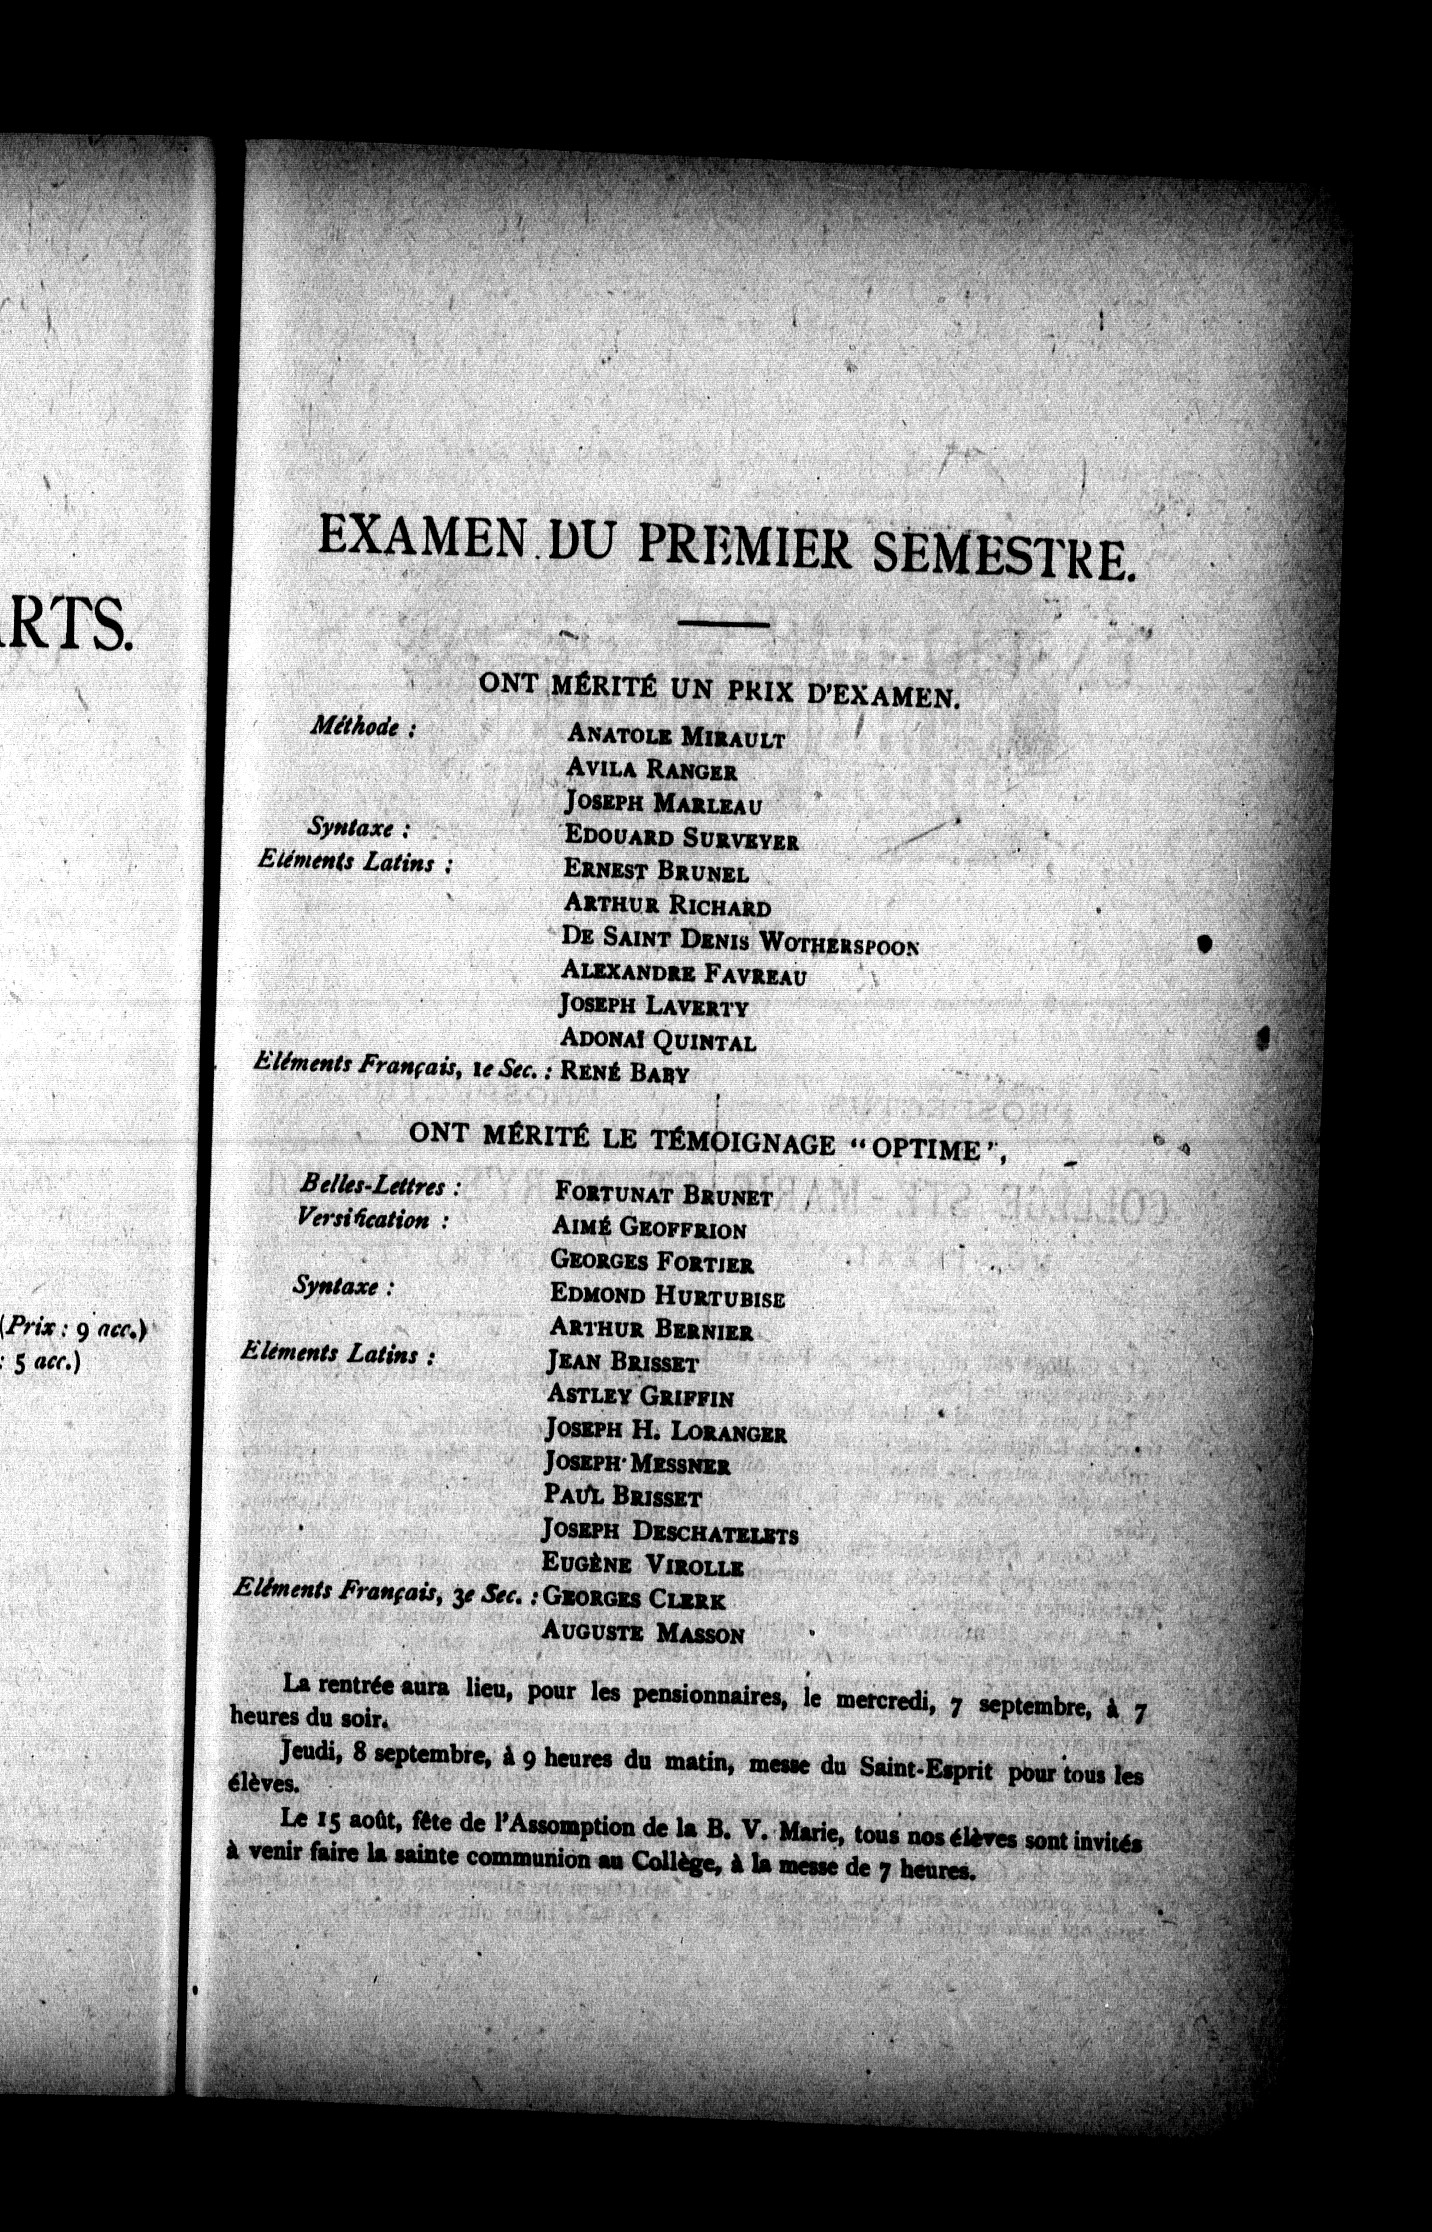 ARTS.
(Prix : 9 acc.)
: 5 acc.)
EXAMEN DU PREMIER SEMESTRE.
ONT MÉRITÉ UN PRIX D'EXAMEN.
Méthode : ANATOLE MIRAULT
AVILA RANGER
JOSEPH MARLEAU
Syntaxe : EDOUARD SURVEYER
Eléments Latins : ERNEST BRUNEL
ARTHUR RICHARD
DE SAINT DENIS WOTHERSPOON
ALEXANDRE FAVREAU
JOSEPH LAVERTY
ADONAÏ QUINTAL
Eléments Français, 1e Sec. : RENÉ BABY
ONT MÉRITÉ LE TÉMOIGNAGE "OPTIME",
Belles-Lettres : FORTUNAT BRUNET
Versification : AIMÉ GEOFFRION
GEORGES FORTIER
Syntaxe : EDMOND HURTUBISE
ARTHUR BERNIER
Eléments Latins : JEAN BRISSET
ASTLEY GRIFFIN
JOSEPH H. LORANGER
JOSEPH MESSNER
PAUL BRISSET
JOSEPH DESCHATELETS
EUGÈNE VIROLLE
Eléments Français, 3e Sec. : GEORGES CLERK
AUGUSTE MASSON
La rentrée aura lieu, pour les pensionnaires, le mercredi, 7 septembre, à 7
heures du soir.
Jeudi, 8 septembre, à 9 heures du matin, messe du Saint-Esprit pour tous les
élèves.
Le 15 août, fête de l'Assomption de la B. V. Marie, tous nos élèves sont invités
à venir faire la sainte communion au Collège, à la messe de 7 heures.